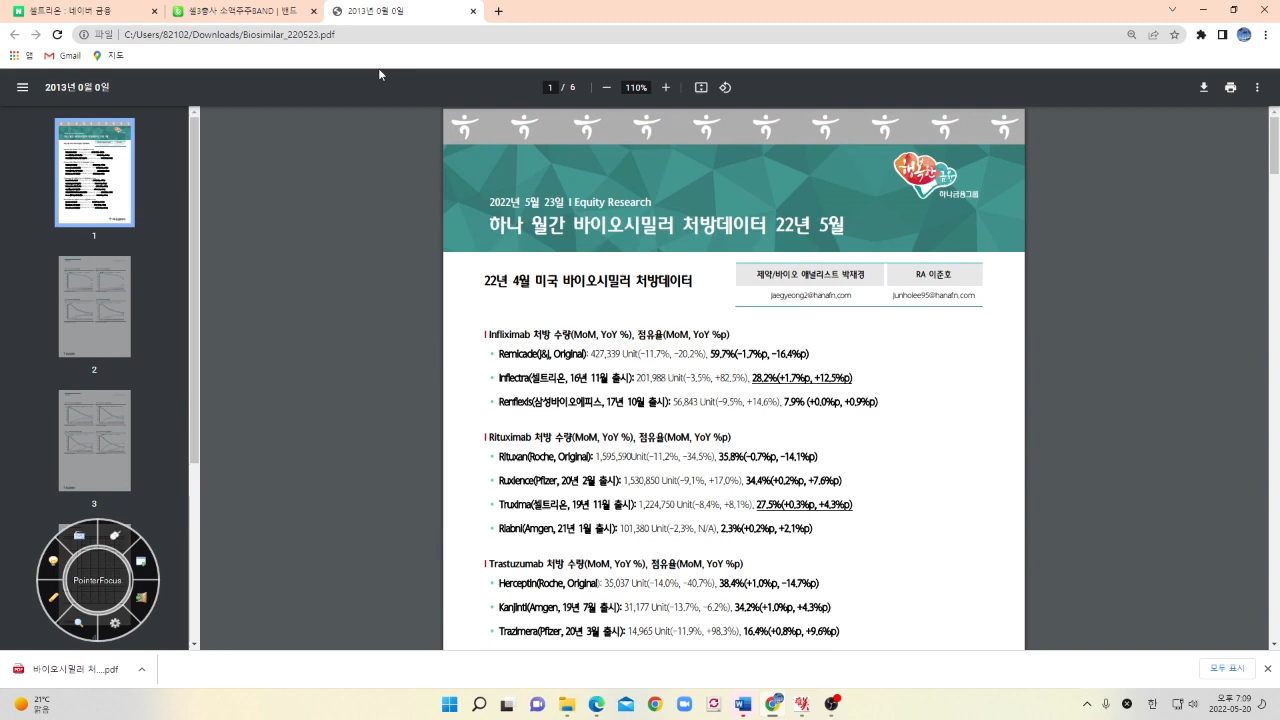 셀트리온 : 네이버 금융
셀3총사 소액주주BAND | 밴드
2013년 0월 0일
파일 | C:/Users/82102/Downloads/Biosimilar_220523.pdf
앱 Gmail 지도
2013년 0월 0일
1 / 6
110%
행복한 금융
하나금융그룹
2022년 5월 23일 I Equity Research
하나 월간 바이오시밀러 처방데이터 22년 5월
22년 4월 미국 바이오시밀러 처방데이터
제약/바이오 애널리스트 박재경
RA 이준호
jaegyeong2@hanafn.com
junholee95@hanafn.com
I Infliximab 처방 수량(MoM, YoY %), 점유율(MoM, YoY %p)
Remicade(J&J, Original): 427,339 Unit(-11.7%, -20.2%), 59.7%(-1.7%p, -16.4%p)
Inflectra(셀트리온, 16년 11월 출시): 201,988 Unit(-3.5%, +82.5%), 28.2%(+1.7%p, +12.5%p)
Renflexis(삼성바이오에피스, 17년 10월 출시): 56,843 Unit(-9.5%, +14.6%), 7.9% (+0.0%p, +0.9%p)
I Rituximab 처방 수량(MoM, YoY %), 점유율(MoM, YoY %p)
Rituxan(Roche, Original): 1,595,590Unit(-11.2%, -34.5%), 35.8%(-0.7%p, -14.1%p)
Ruxience(Pfizer, 20년 2월 출시): 1,530,850 Unit(-9.1%, +17.0%), 34.4%(+0.2%p, +7.6%p)
Truxima(셀트리온, 19년 11월 출시): 1,224,750 Unit(-8.4%, +8.1%), 27.5%(+0.3%p, +4.3%p)
Riabni(Amgen, 21년 1월 출시): 101,380 Unit(-2.3%, N/A), 2.3%(+0.2%p, +2.1%p)
I Trastuzumab 처방 수량(MoM, YoY %), 점유율(MoM, YoY %p)
Herceptin(Roche, Original): 35,037 Unit(-14.0%, -40.7%), 38.4%(+1.0%p, -14.7%p)
Kanjinti(Amgen, 19년 7월 출시): 31,177 Unit(-13.7%, -6.2%), 34.2%(+1.0%p, +4.3%p)
Trazimera(Pfizer, 20년 3월 출시): 14,965 Unit(-11.9%, +98.3%), 16.4%(+0.8%p, +9.6%p)
1
2
3
PointerFocus
바이오시밀러 처....pdf
모두 표시
21°C
맑음
한
오후 7:09
2022-05-20